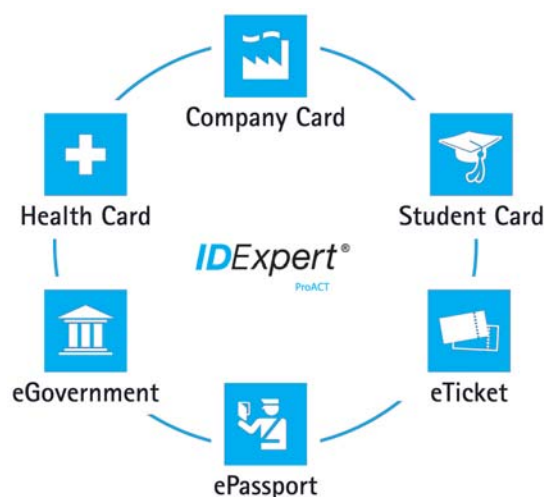 Company Card
Health Card
Student Card
IDExpert®
ProACT
eGovernment
eTicket
ePassport